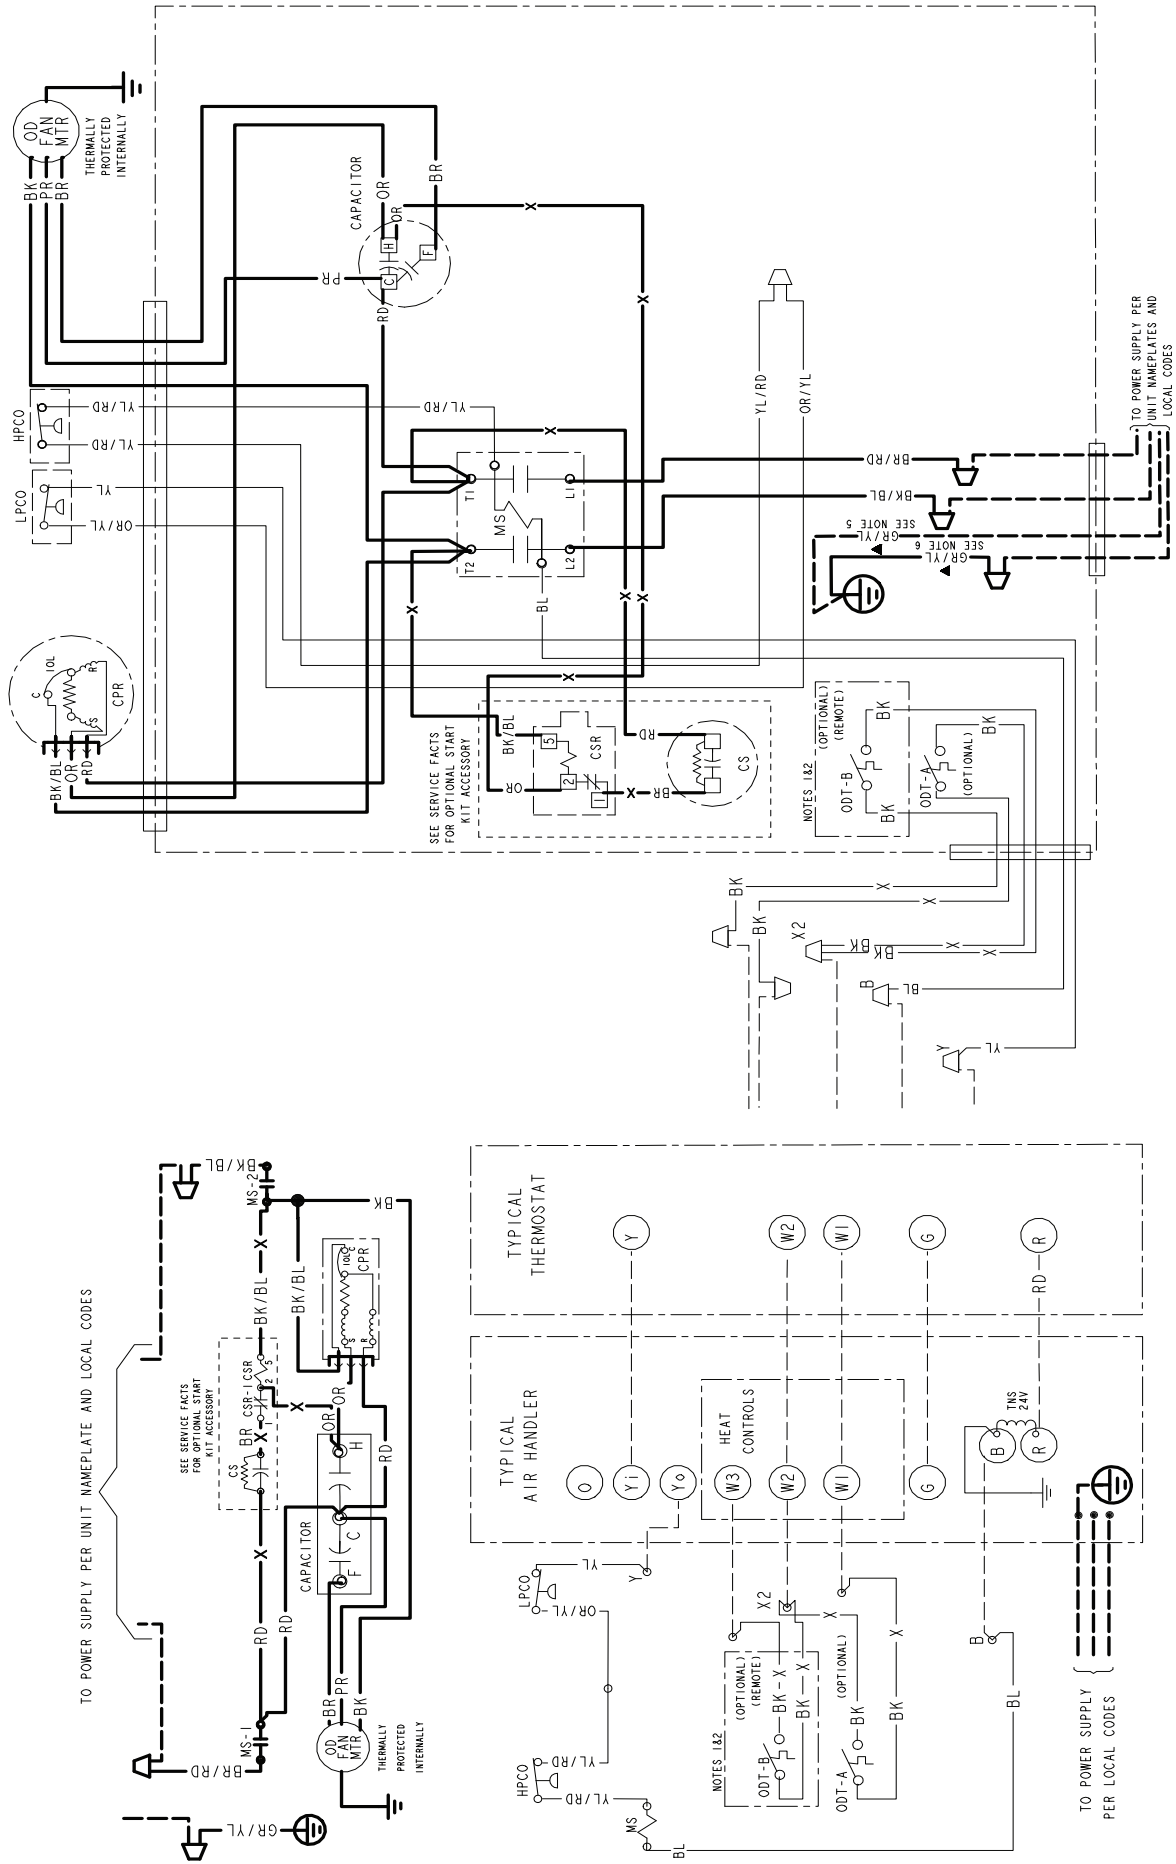 OD
FAN
MTR
THERMALLY
PROTECTED
INTERNALLY
BK
PR
BR
CAPACITOR
OR
OR
BR
H
C
F
PR
RD
X
X
HPCO
YL/RD
YL/RD
YL/RD
LPCO
YL
OR/YL
YL/RD
OR/YL
T1
L1
MS
T2
L2
X
X
X
X
X
BL
BR/RD
BK/BL
GR/YL
SEE NOTE 5
GR/YL
SEE NOTE 6
TO POWER SUPPLY PER
UNIT NAMEPLATES AND
LOCAL CODES
C
IOL
R
S
CPR
BK/BL
OR
RD
SEE SERVICE FACTS
FOR OPTIONAL START
KIT ACCESSORY
BK/BL
5
2
1
CSR
OR
RD
BR
X
CS
NOTES 1&2
(OPTIONAL)
(REMOTE)
ODT-B
BK
BK
ODT-A
(OPTIONAL)
BK
BK
X
BK
X
X2
BK
X
BK
X
B
BL
Y
YL
TO POWER SUPPLY PER UNIT NAMEPLATE AND LOCAL CODES
BK/BL
MS-2
BK
X
BK/BL
BK/BL
SEE SERVICE FACTS
FOR OPTIONAL START
KIT ACCESSORY
CS
BR
X
CSR-1
CSR
1
2
5
X
X
RD
RD
OR
OR
RD
CPR
IOL
C
S
R
CAPACITOR
H
C
F
BR
PR
BK
OD
FAN
MTR
THERMALLY
PROTECTED
INTERNALLY
MS-1
BR/RD
GR/YL
TYPICAL
THERMOSTAT
Y
W2
W1
G
R
RD
TYPICAL
AIR HANDLER
HEAT
CONTROLS
O
Yi
Yo
W3
W2
W1
G
B
R
TNS
24V
LPCO
YL
OR/YL
Y
HPCO
YL/RD
YL/RD
MS
BL
X2
X
X
NOTES 1&2
(OPTIONAL)
(REMOTE)
ODT-B
BK
X
BK
X
ODT-A
(OPTIONAL)
BK
BK
B
BL
TO POWER SUPPLY
PER LOCAL CODES